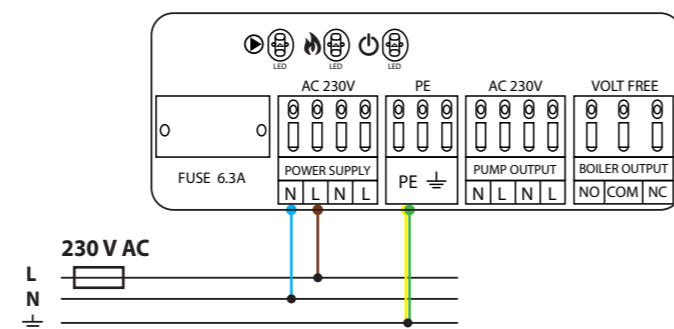 LED LED LED
AC 230V PE AC 230V VOLT FREE
FUSE 6.3A
POWER SUPPLY PE PUMP OUTPUT BOILER OUTPUT
N L N L N L N L NO COM NC
230 V AC
L
N